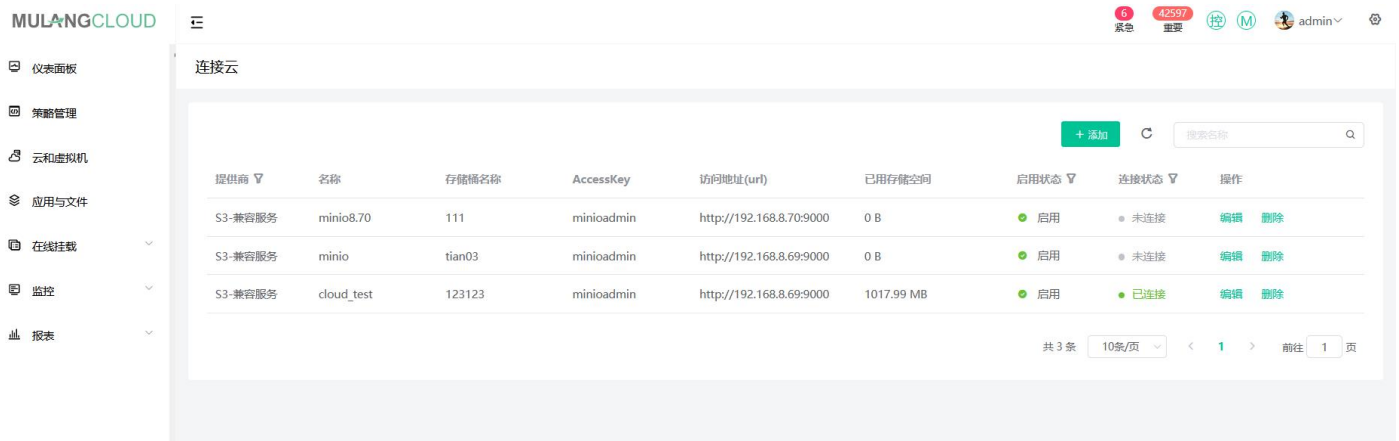 MULANGCLOUD
6
紧急
42597
重要
控
M
admin
仪表面板
策略管理
云和虚拟机
应用与文件
在线挂载
监控
报表
连接云
+ 添加
搜索名称
提供商 名称 存储桶名称 AccessKey 访问地址(url) 已用存储空间 启用状态 连接状态 操作
S3-兼容服务 minio8.70 111 minioadmin http://192.168.8.70:9000 0 B 启用 未连接 编辑 删除
S3-兼容服务 minio tian03 minioadmin http://192.168.8.69:9000 0 B 启用 未连接 编辑 删除
S3-兼容服务 cloud_test 123123 minioadmin http://192.168.8.69:9000 1017.99 MB 启用 已连接 编辑 删除
共 3 条 10条/页 < 1 > 前往 1 页